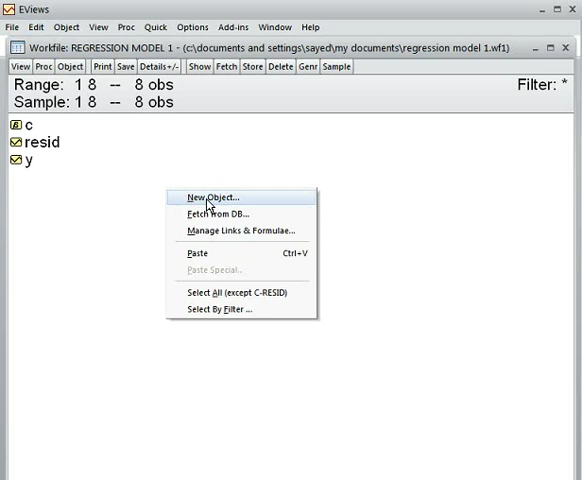 EViews
File Edit Object View Proc Quick Options Add-ins Window Help
Workfile: REGRESSION MODEL 1 - (c:\documents and settings\sayed\my documents\regression model 1.wf1)
View Proc Object Print Save Details+/- Show Fetch Store Delete Genr Sample
Range: 1 8 -- 8 obs Filter: *
Sample: 1 8 -- 8 obs
c
resid
y
New Object...
Fetch from DB...
Manage Links & Formulae...
Paste Ctrl+V
Paste Special...
Select All (except C-RESID)
Select By Filter ...